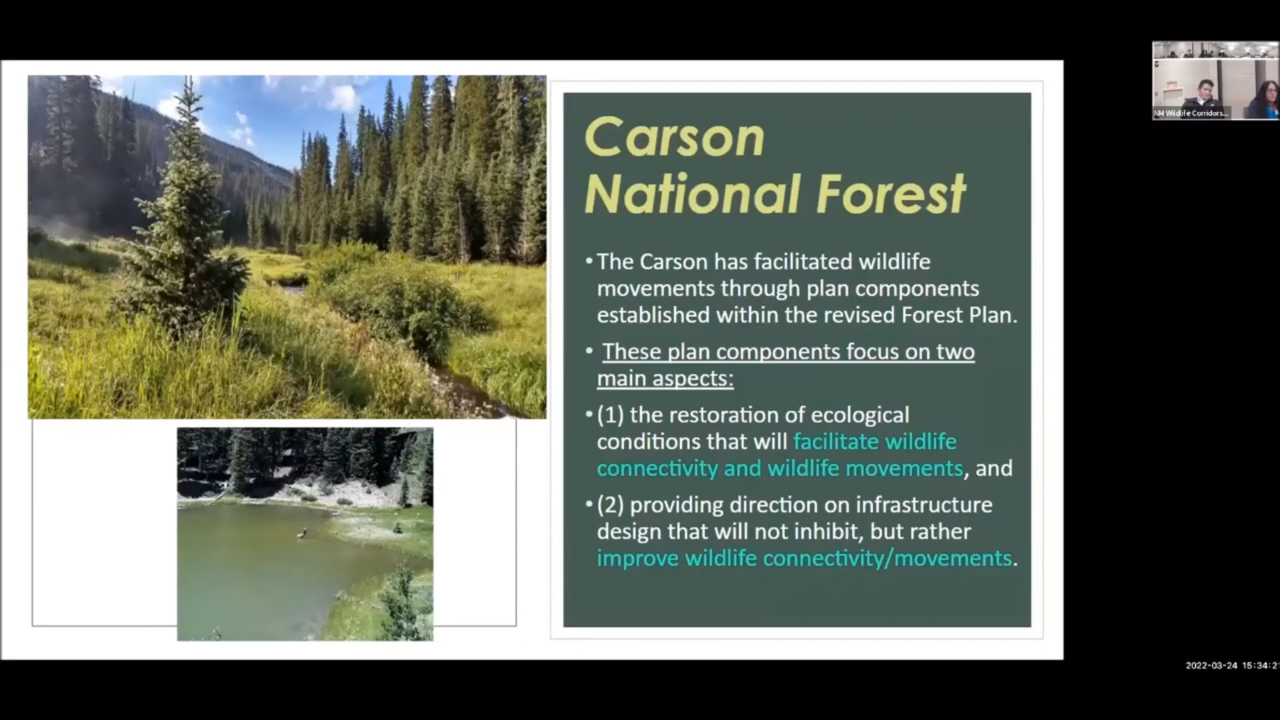 Carson
National Forest
•The Carson has facilitated wildlife
movements through plan components
established within the revised Forest Plan.
• These plan components focus on two
main aspects:
•(1) the restoration of ecological
conditions that will facilitate wildlife
connectivity and wildlife movements, and
•(2) providing direction on infrastructure
design that will not inhibit, but rather
improve wildlife connectivity/movements.
NM Wildlife Corridors...
2022-03-24 15:34:21